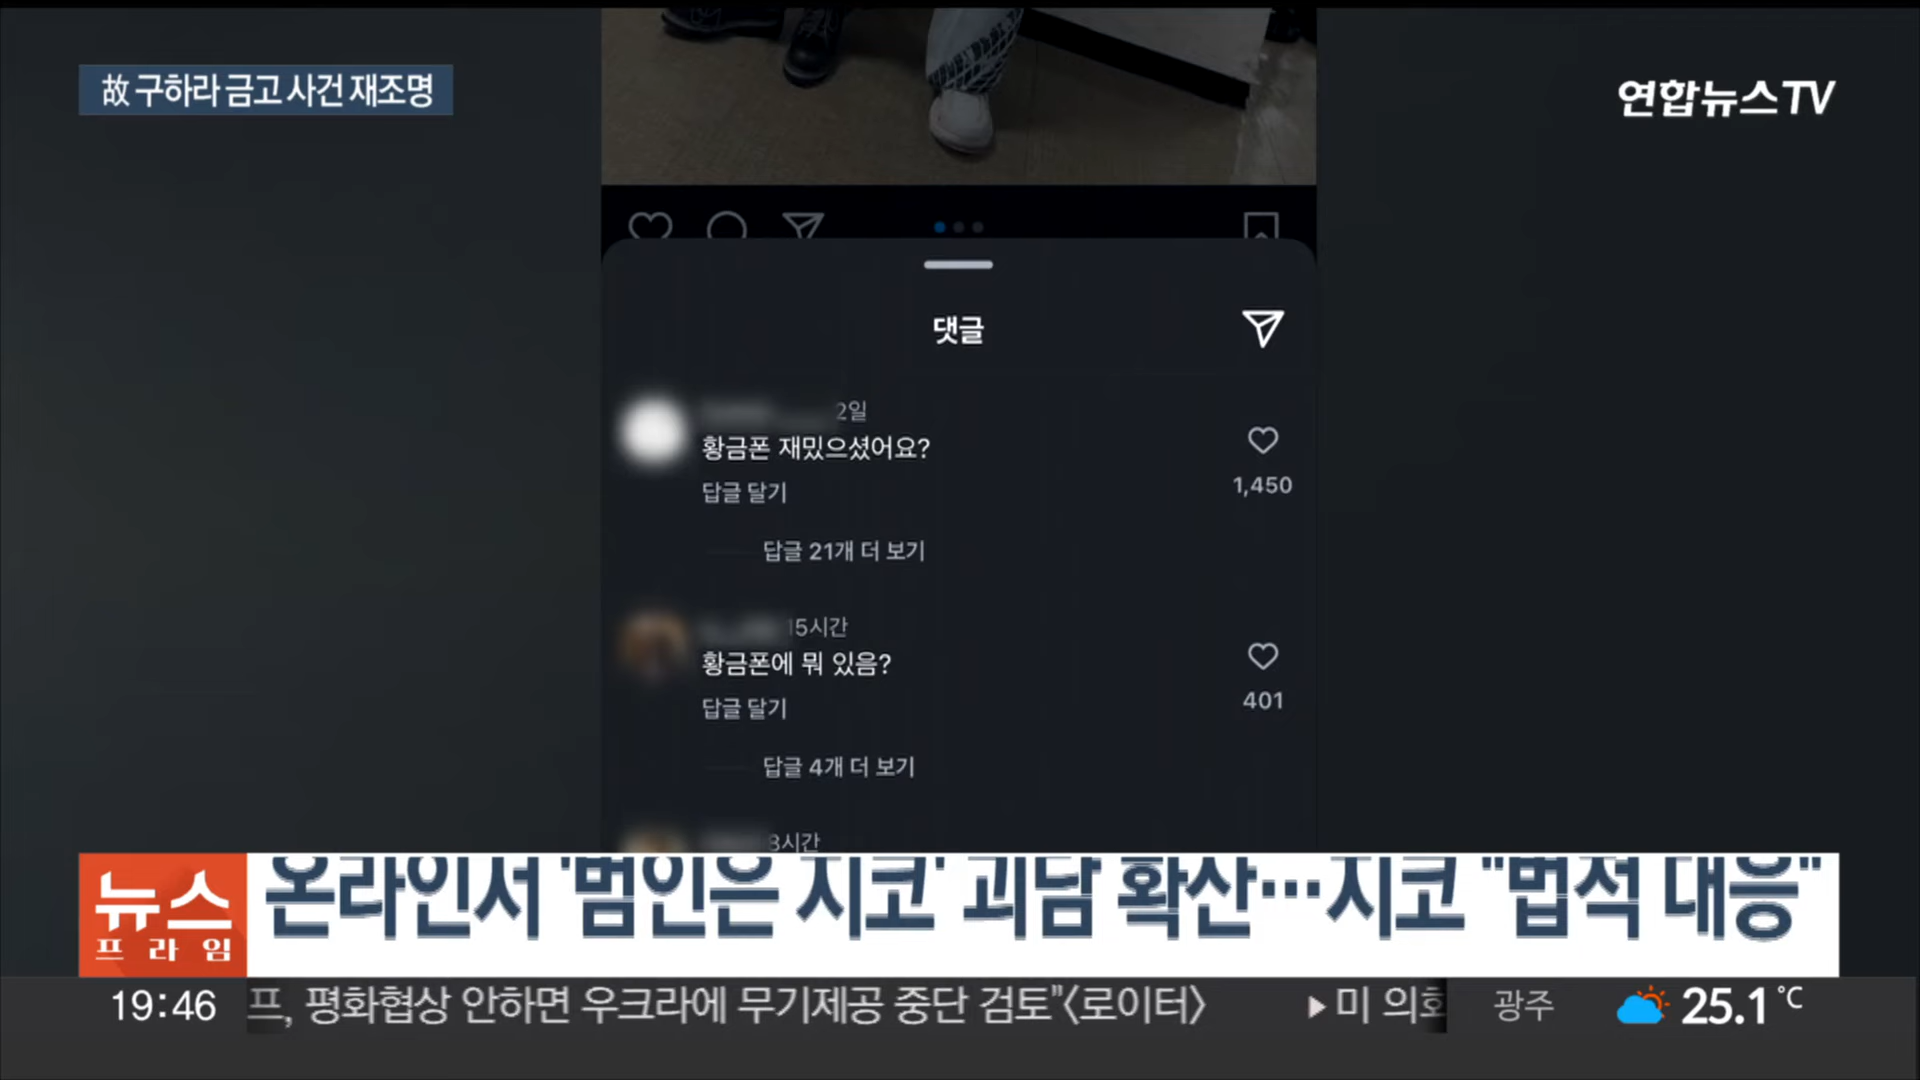 故 구하라 금고 사건 재조명
연합뉴스TV
댓글
2일
황금폰 재밌으셨어요?
1,450
답글 달기
답글 21개 더 보기
15시간
황금폰에 뭐 있음?
401
답글 달기
답글 4개 더 보기
8시간
뉴스
프라임
온라인서 '범인은 지코' 괴담 확산…지코 "법적 대응"
19:46
프, 평화협상 안하면 우크라에 무기제공 중단 검토"<로이터>
▶미 의회
광주
25.1℃